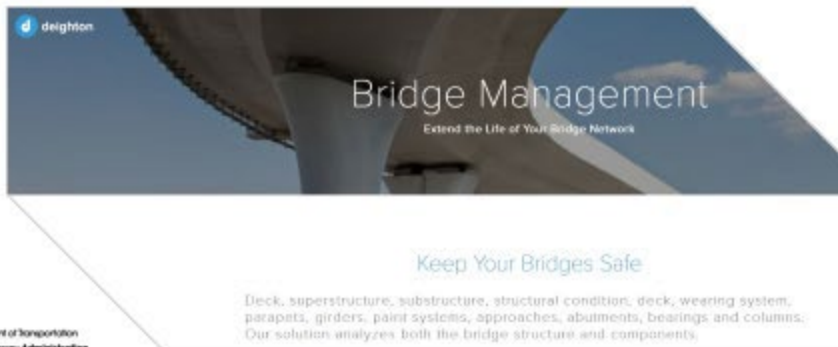 deighton
Bridge Management
Extend the Life of Your Bridge Network
Keep Your Bridges Safe
Deck, superstructure, substructure, structural condition, deck, wearing system,
parapets, girders, paint systems, approaches, abutments, bearings and columns.
Our solution analyzes both the bridge structure and components.
of Transportation
Administration